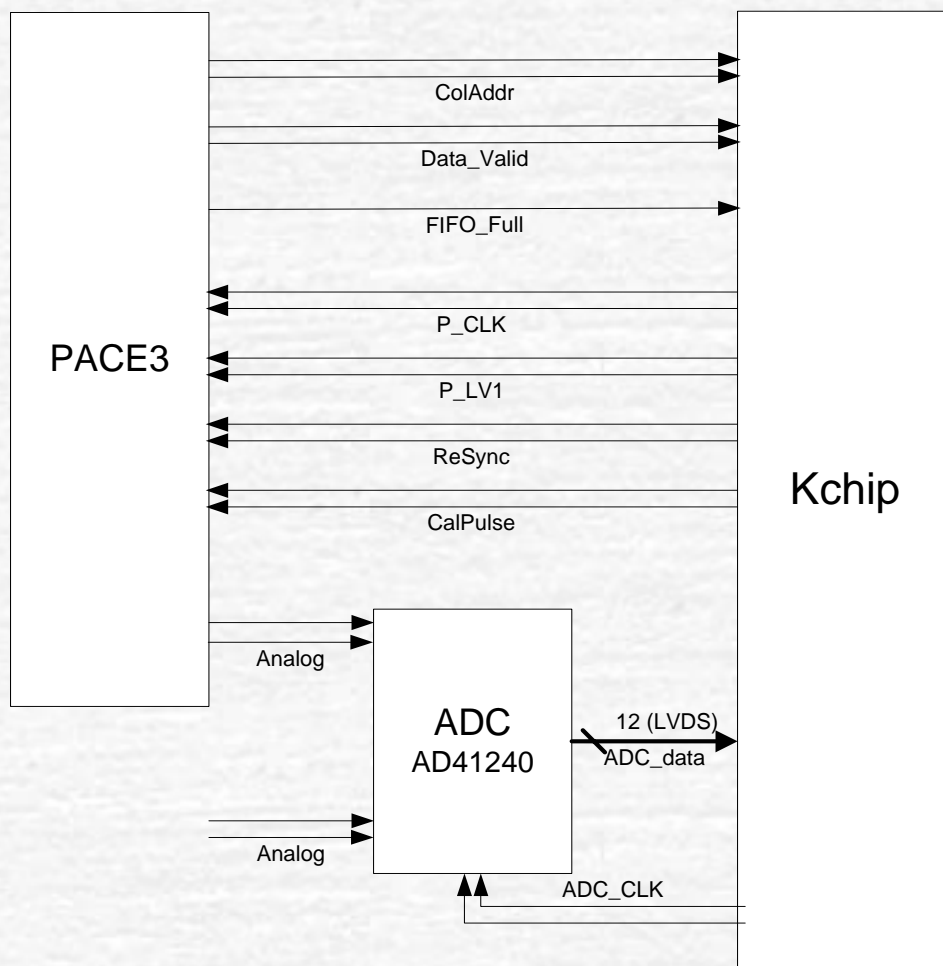 ColAddr
Data_Valid
FIFO_Full
P_CLK
PACE3
P_LV1
ReSync
Kchip
CalPulse
Analog
ADC
AD41240
12 (LVDS)
ADC_data
Analog
ADC_CLK